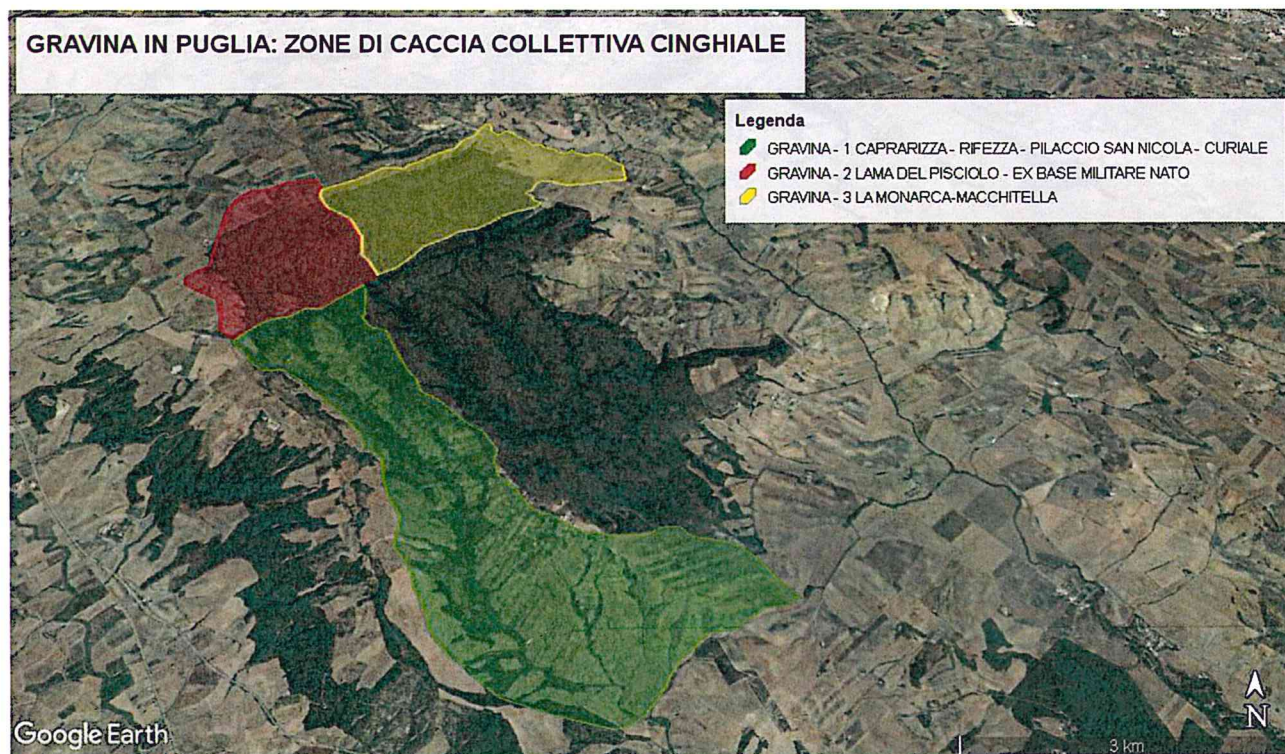 GRAVINA IN PUGLIA: ZONE DI CACCIA COLLETTIVA CINGHIALE
Legenda
GRAVINA - 1 CAPRARIZZA - RIFEZZA - PILACCIO SAN NICOLA - CURIALE
GRAVINA - 2 LAMA DEL PISCIOLO - EX BASE MILITARE NATO
GRAVINA - 3 LA MONARCA-MACCHITELLA
N
Google Earth
3 km